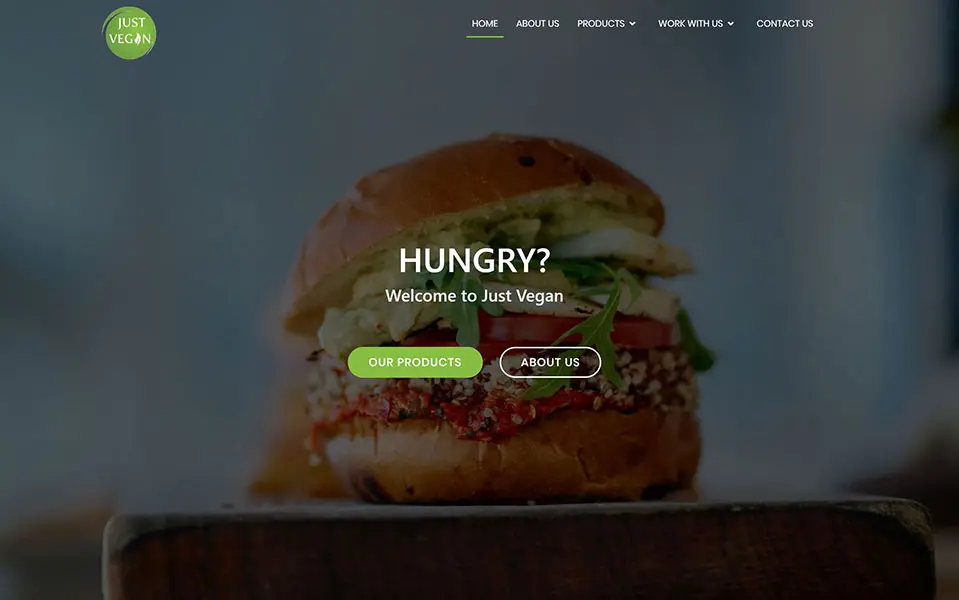 JUST
VEGAN
HOME
ABOUT US
PRODUCTS
WORK WITH US
CONTACT US
HUNGRY?
Welcome to Just Vegan
OUR PRODUCTS
ABOUT US